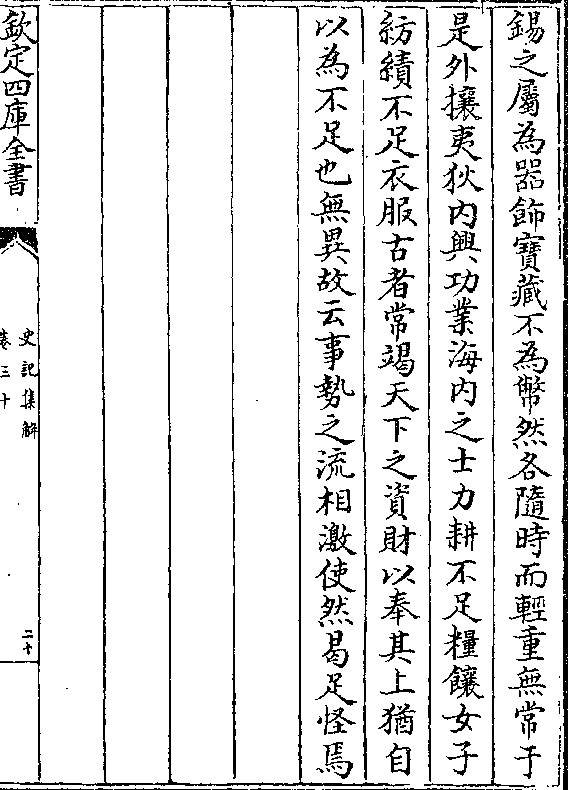 錫之屬為器飾寶藏不為幣然各隨時而輕重無常于
是外攘夷狄内興功業海内之士力耕不足糧饟女子
紡績不足衣服古者常竭天下之資財以奉其上猶自
以為不足也無異故云事勢之流相激使然曷足怪焉
欽定四庫全書
史記集解
卷三十
二十